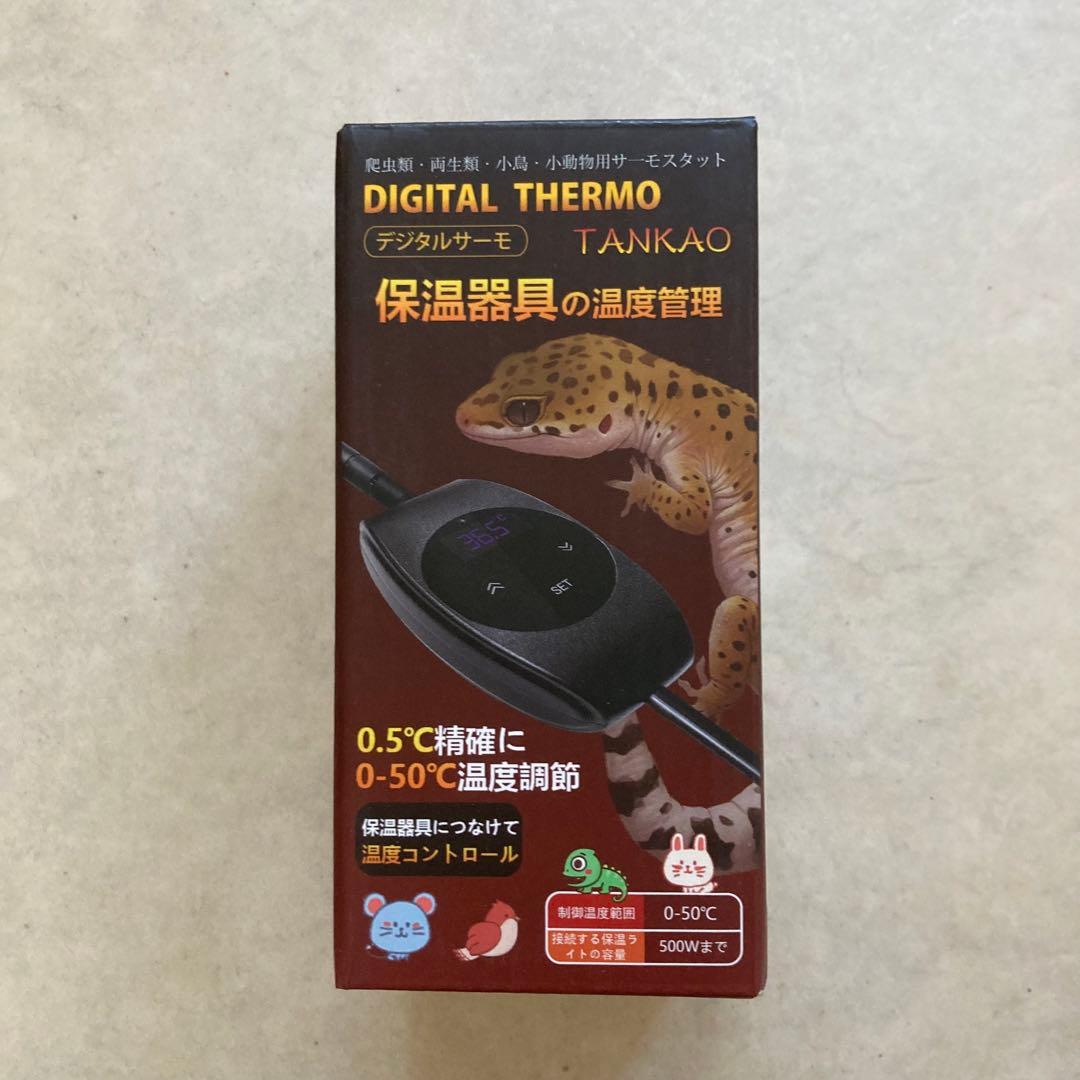 爬虫類・両生類・小鳥・小動物用サーモスタット
DIGITAL THERMO
デジタルサーモ
TANKAO
保温器具の温度管理
36.5℃
SET
0.5℃精確に
0-50℃温度調節
保温器具につなけて
温度コントロール
制御温度範囲 0-50℃
接続する保温ラ
イトの容量
500Wまで